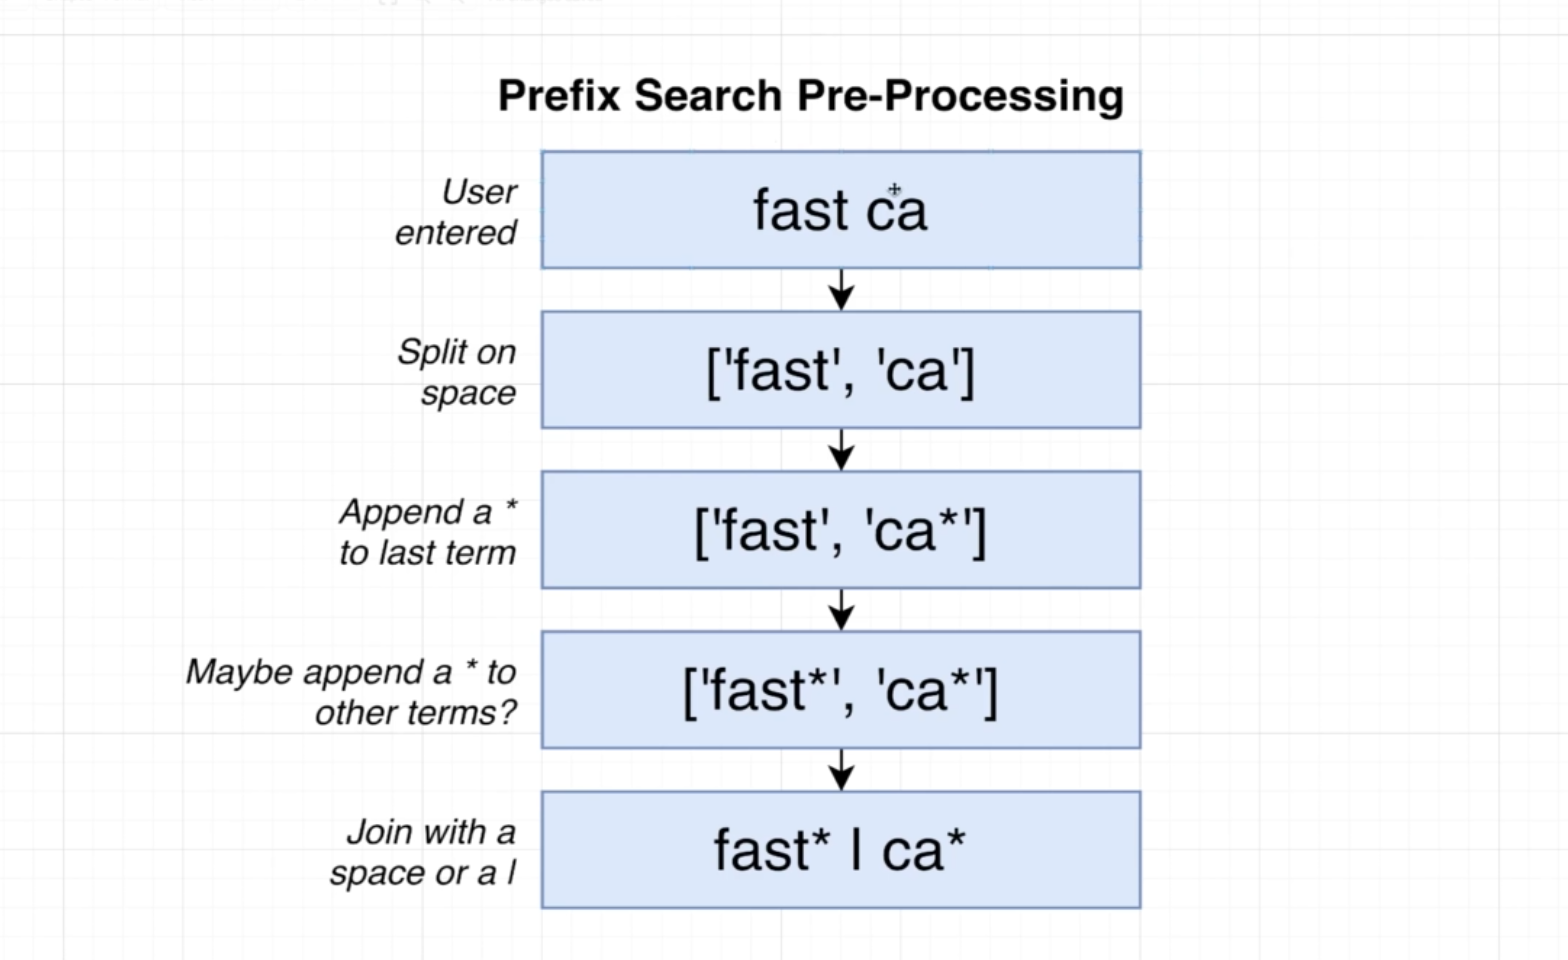 Prefix Search Pre-Processing
User
entered
fast ca
Split on
space
['fast', 'ca']
Append a *
to last term
['fast', 'ca*']
Maybe append a * to
other terms?
['fast*', 'ca*']
Join with a
space or a |
fast* | ca*